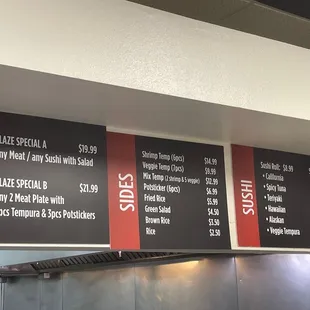 LAZE SPECIAL A
$19.99
ny Meat / any Sushi with Salad
LAZE SPECIAL B
$21.99
ny 2 Meat Plate with
pcs Tempura & 3pcs Potstickers
SIDES
Shrimp Temp (6pcs) $14.99
Veggie Temp (7pcs) $9.99
Mix Temp (2 shrimp & 5 veggie) $12.99
Potsticker (6pcs) $6.99
Fried Rice $5.99
Green Salad $4.50
Brown Rice $3.50
Rice $2.50
SUSHI
Sushi Roll:
• California
• Spicy Tuna
• Teriyaki
• Hawaiian
• Alaskan
• Veggie Tempura